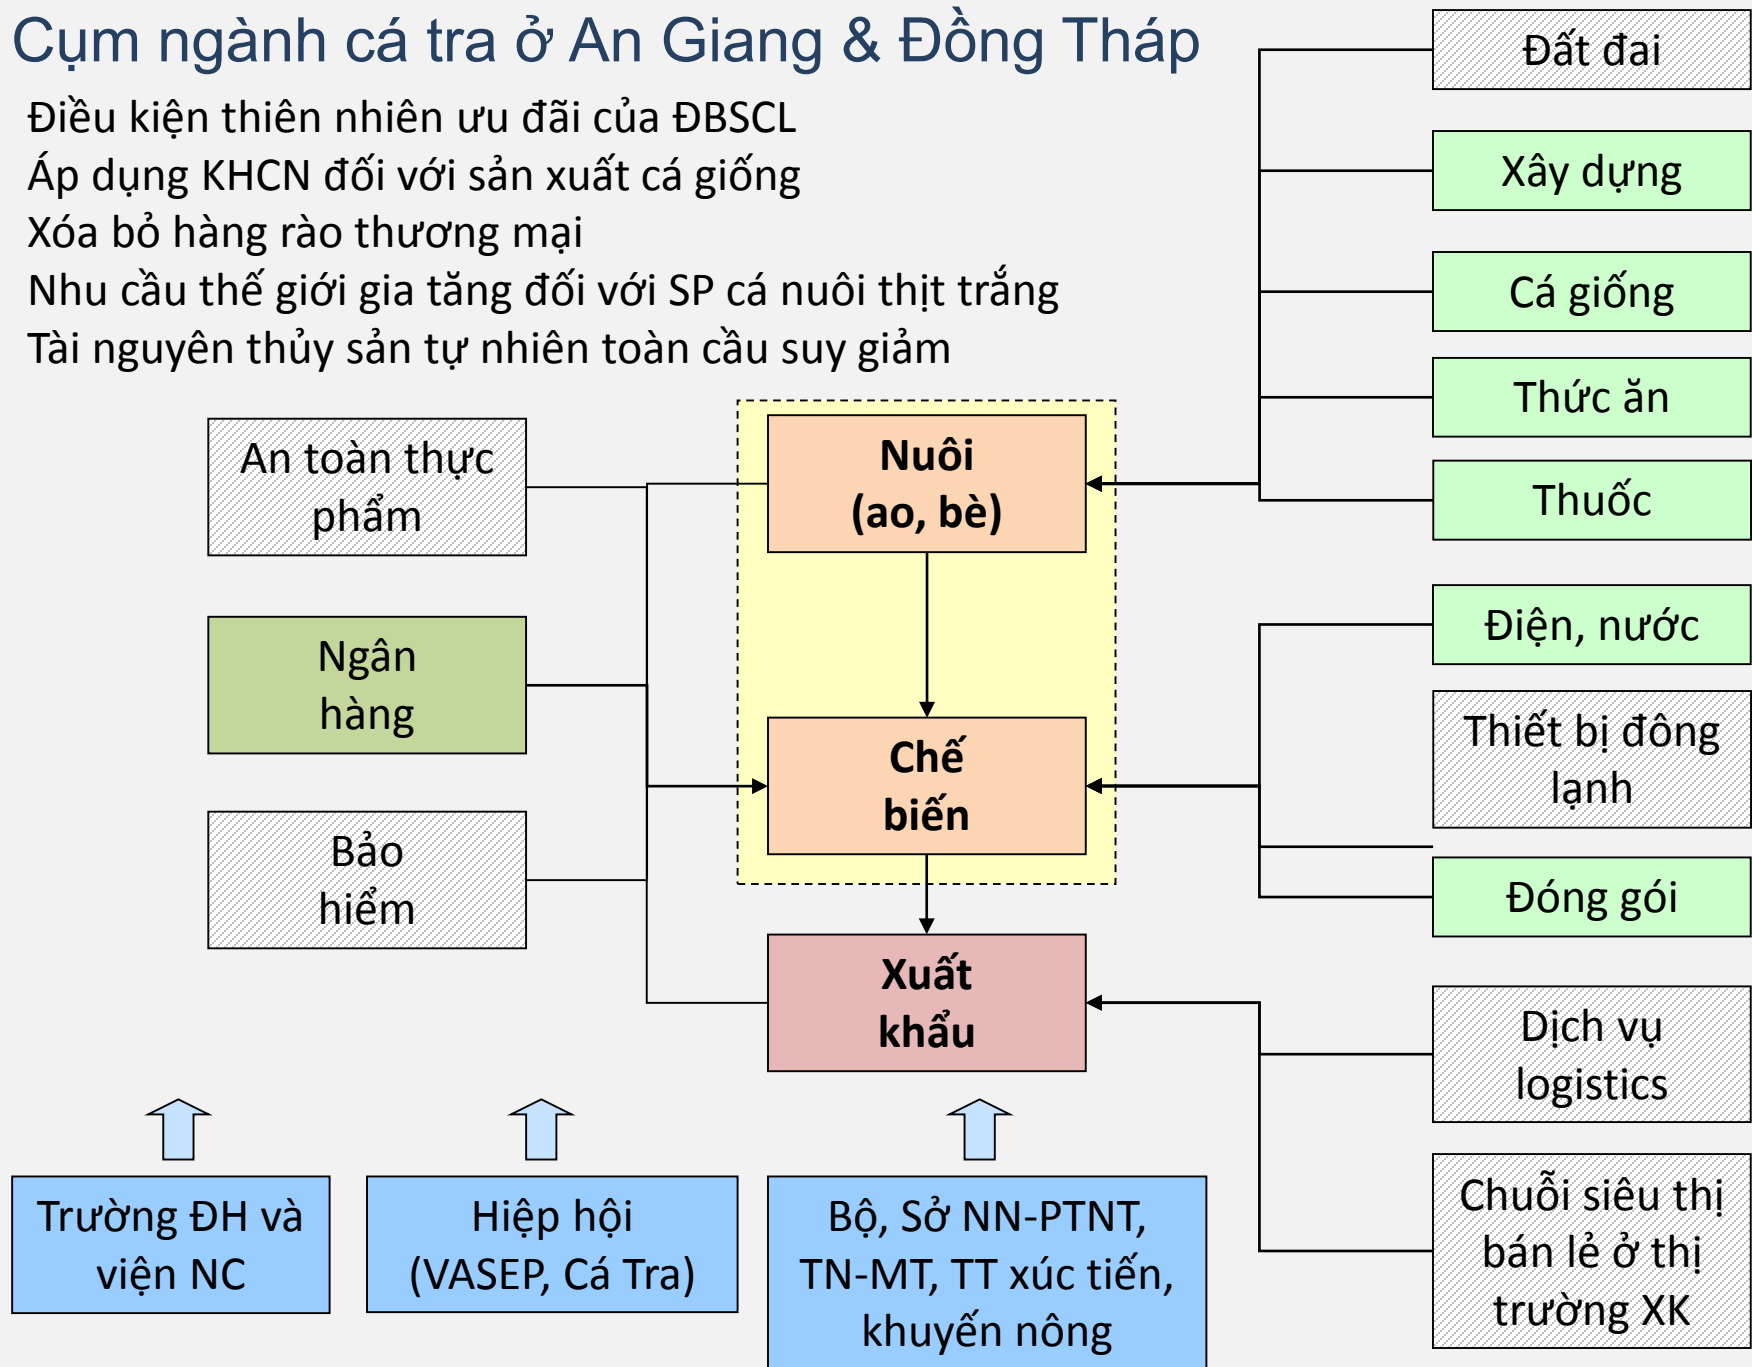 Cụm ngành cá tra ở An Giang & Đồng Tháp
Điều kiện thiên nhiên ưu đãi của ĐBSCL
Áp dụng KHCN đối với sản xuất cá giống
Xóa bỏ hàng rào thương mại
Nhu cầu thế giới gia tăng đối với SP cá nuôi thịt trắng
Tài nguyên thủy sản tự nhiên toàn cầu suy giảm
An toàn thực
phẩm
Ngân
hàng
Bảo
hiểm
Nuôi
(ao, bè)
Chế
biến
Xuất
khẩu
Đất đai
Xây dựng
Cá giống
Thức ăn
Thuốc
Điện, nước
Thiết bị đông
lạnh
Đóng gói
Dịch vụ
logistics
Chuỗi siêu thị
bán lẻ ở thị
trường XK
Trường ĐH và
viện NC
Hiệp hội
(VASEP, Cá Tra)
Bộ, Sở NN-PTNT,
TN-MT, TT xúc tiến,
khuyến nông